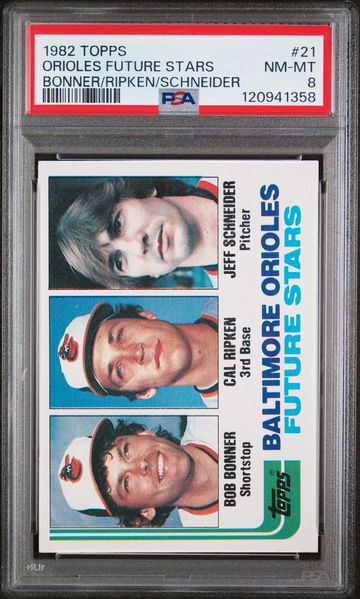 1982 TOPPS #21
ORIOLES FUTURE STARS NM-MT
BONNER/RIPKEN/SCHNEIDER 8
PSA 120941358
JEFF SCHNEIDER
Pitcher
CAL RIPKEN
3rd Base
BOB BONNER
Shortstop
BALTIMORE ORIOLES
FUTURE STARS
Topps®
PSA